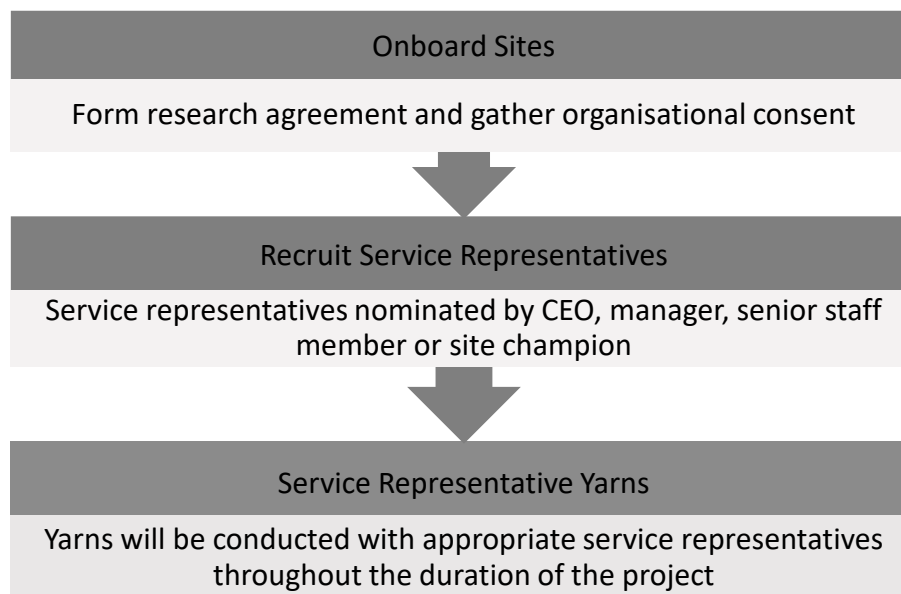 Onboard Sites
Form research agreement and gather organisational consent
Recruit Service Representatives
Service representatives nominated by CEO, manager, senior staff
member or site champion
Service Representative Yarns
Yarns will be conducted with appropriate service representatives
throughout the duration of the project